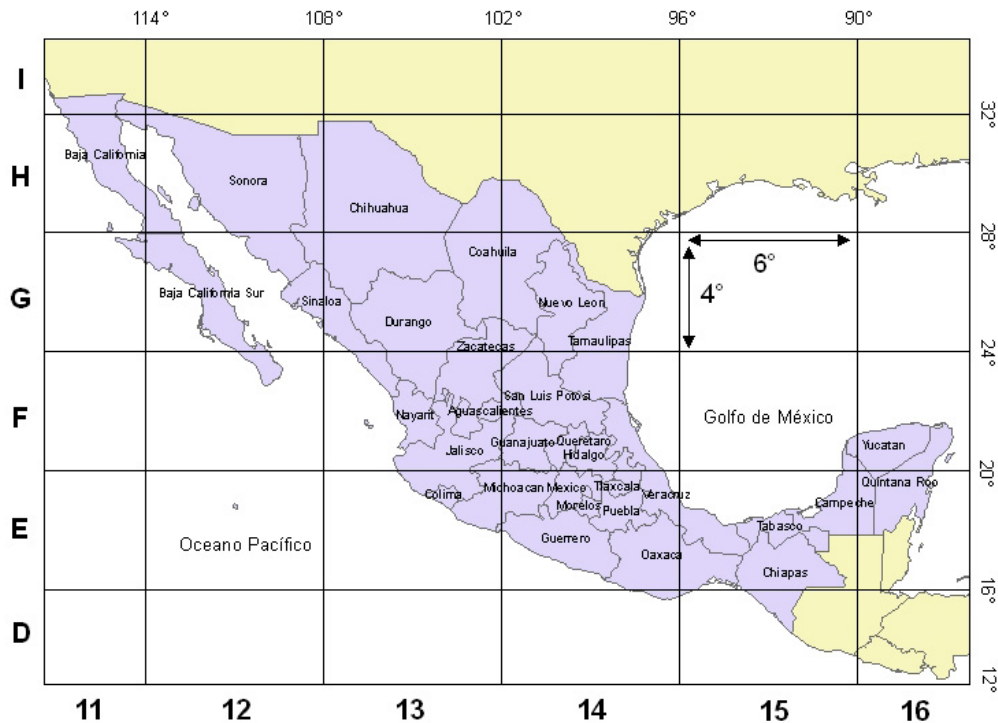 114° 108° 102° 96° 90°
I
32°
Baja California
H
Sonora
Chihuahua
28°
Coahuila
6°
G
Baja California Sur
Sinaloa
Nuevo Leon
4°
Durango
Tamaulipas
Zacatecas
24°
San Luis Potosi
F
Nayarit
Aguascalientes
Golfo de México
Jalisco
Guanajuato
Querétaro
Hidalgo
Yucatan
20°
Colima
Michoacan
Mexico
Tlaxcala
Veracruz
Campeche
Quintana Roo
Morelos
Puebla
E
Oceano Pacífico
Guerrero
Oaxaca
Tabasco
Chiapas
16°
D
12°
11 12 13 14 15 16